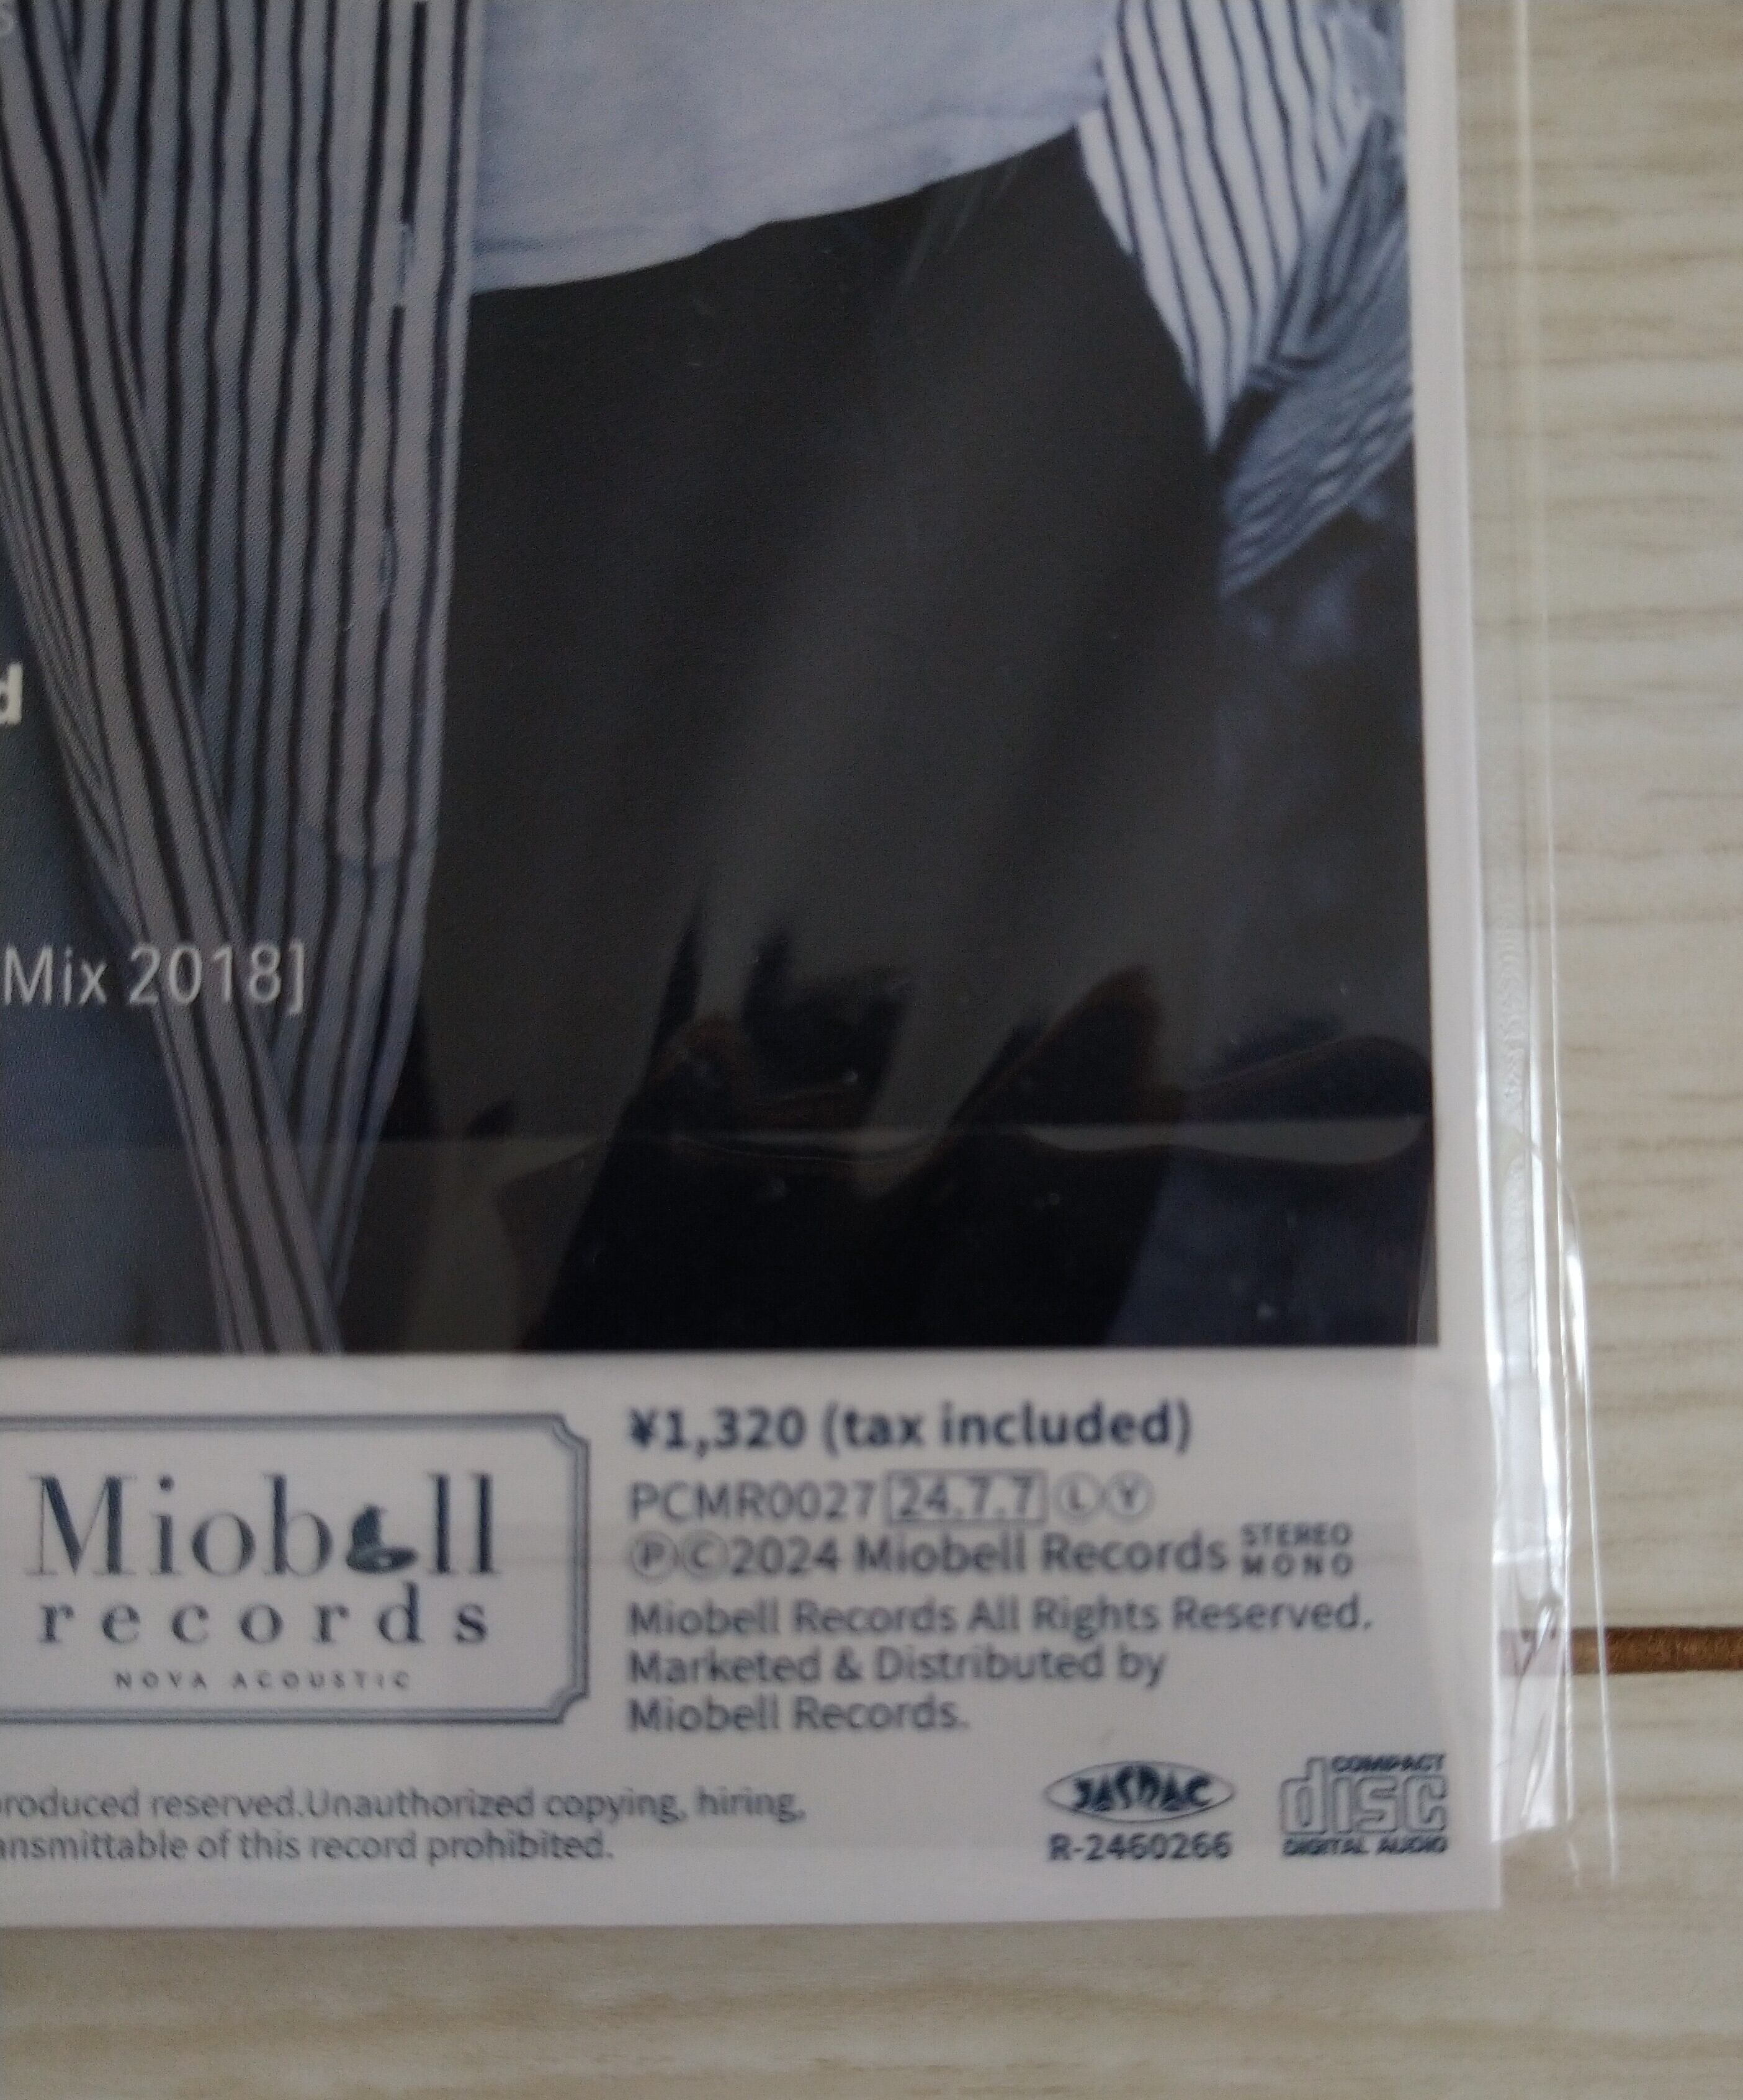 d
Mix 2018]
Miobell
records
NOVA ACOUSTIC
¥1,320 (tax included)
PCMR0027 24.7.7 Ⓛ Ⓨ
Ⓟ©2024 Miobell Records STEREO MONO
Miobell Records All Rights Reserved.
Marketed & Distributed by
Miobell Records.
roduced reserved.Unauthorized copying, hiring,
ansmittable of this record prohibited.
JASRAC
R-2460266
COMPACT
disc
DIGITAL AUDIO